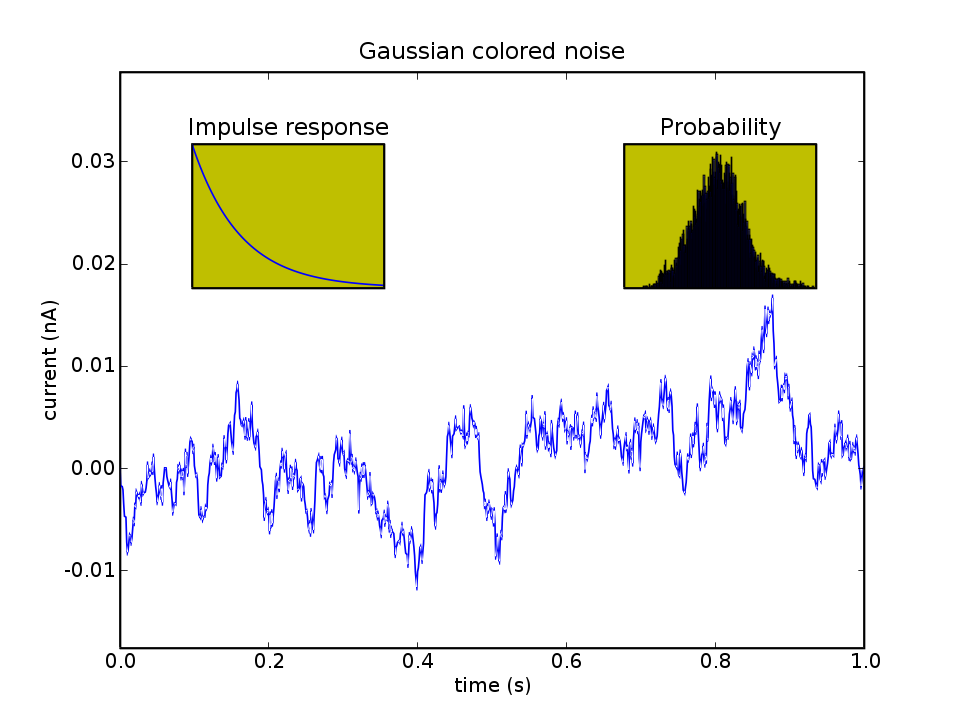 Gaussian colored noise
Impulse response
Probability
0.03
0.02
0.01
0.00
-0.01
current (nA)
0.0 0.2 0.4 0.6 0.8 1.0
time (s)